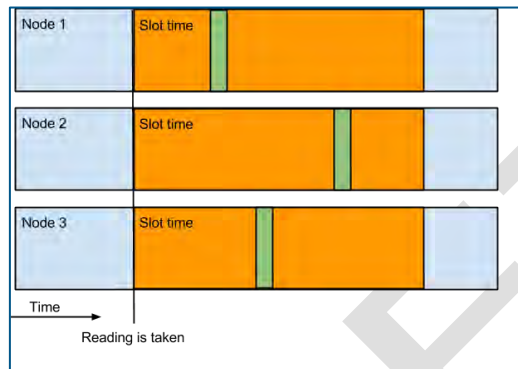 Node 1
Slot time
Node 2
Slot time
Node 3
Slot time
Time
Reading is taken